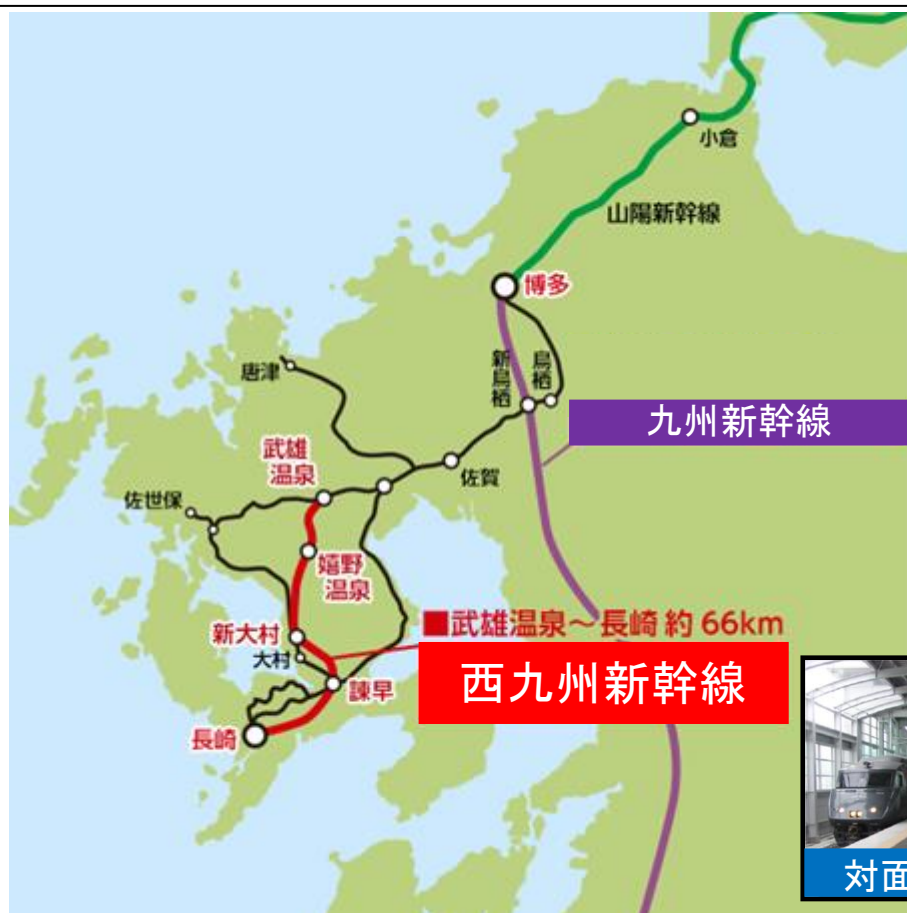 小倉
山陽新幹線
博多
新鳥栖
鳥栖
唐津
九州新幹線
武雄
温泉
佐賀
佐世保
嬉野
温泉
■武雄温泉～長崎 約 66km
新大村
大村
西九州新幹線
諫早
長崎
対面